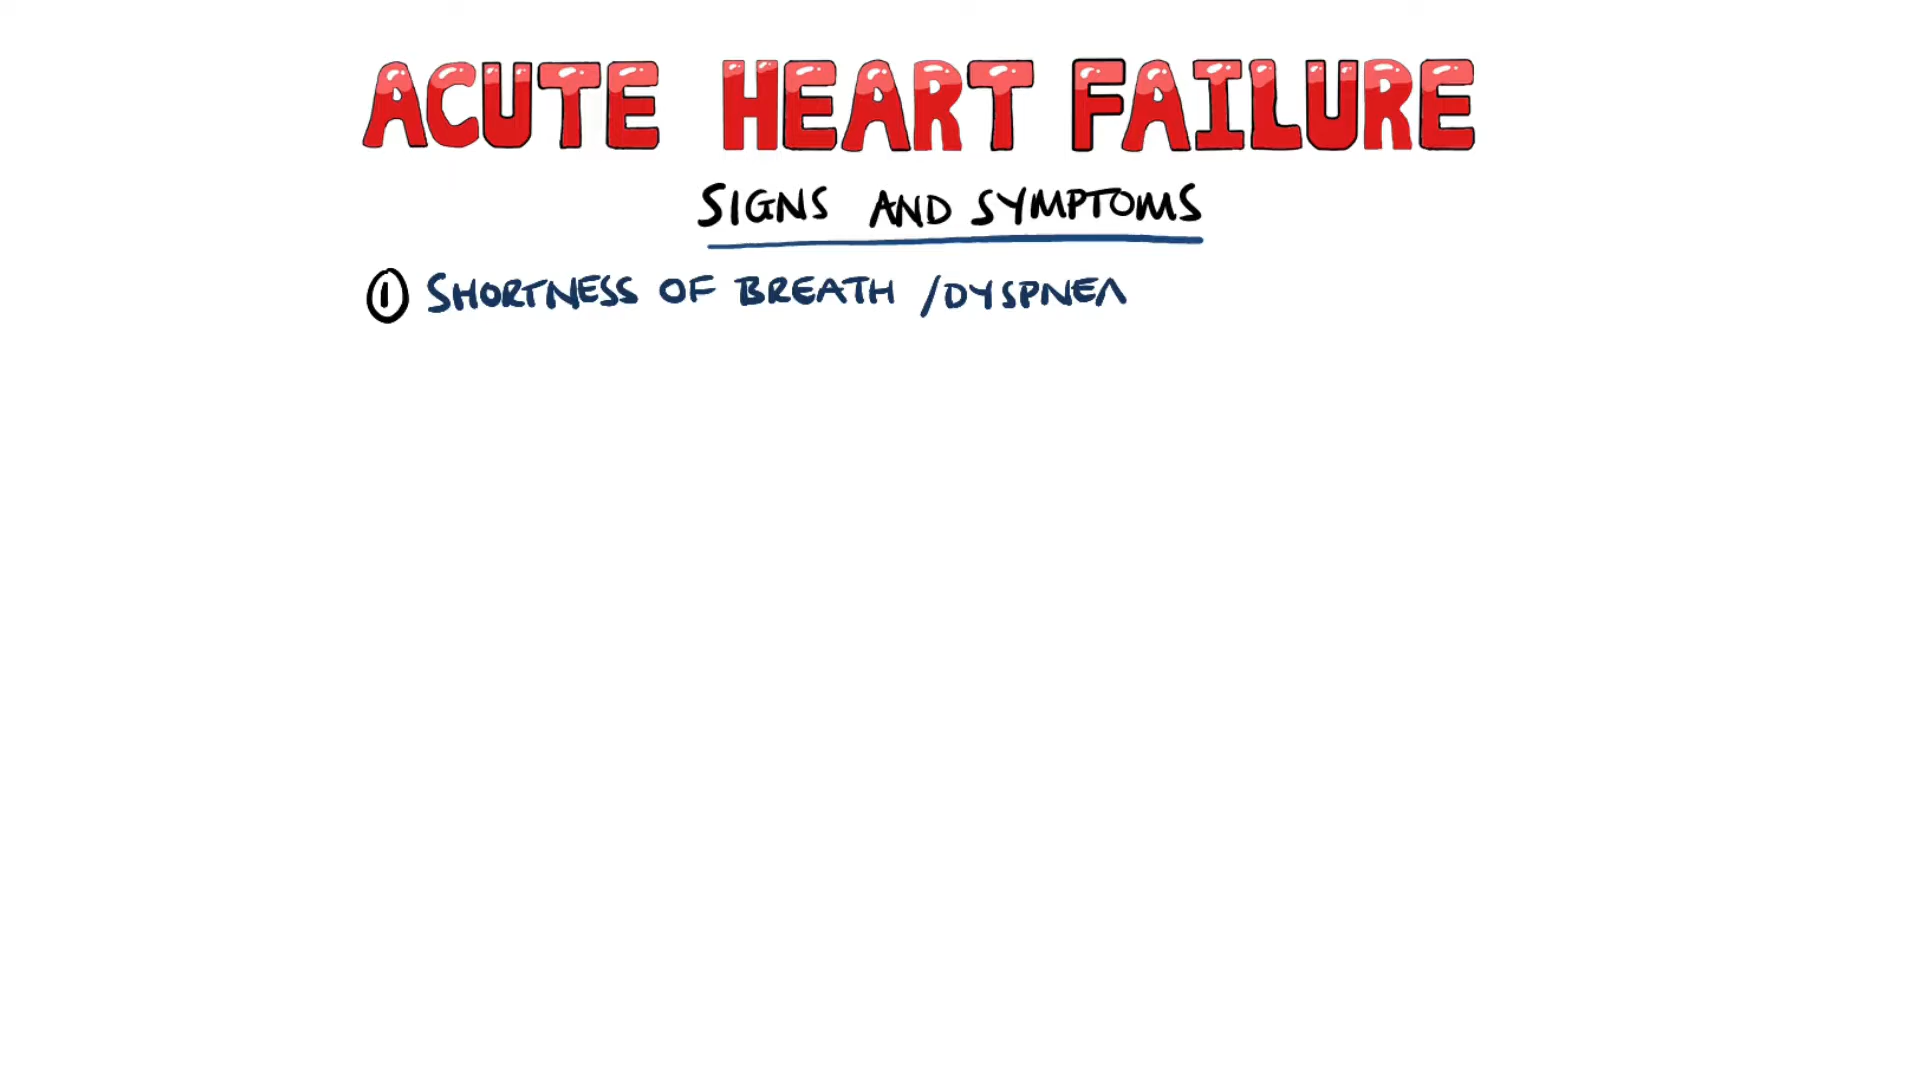 ACUTE HEART FAILURE
SIGNS AND SYMPTOMS
1 SHORTNESS OF BREATH /DYSPNEA